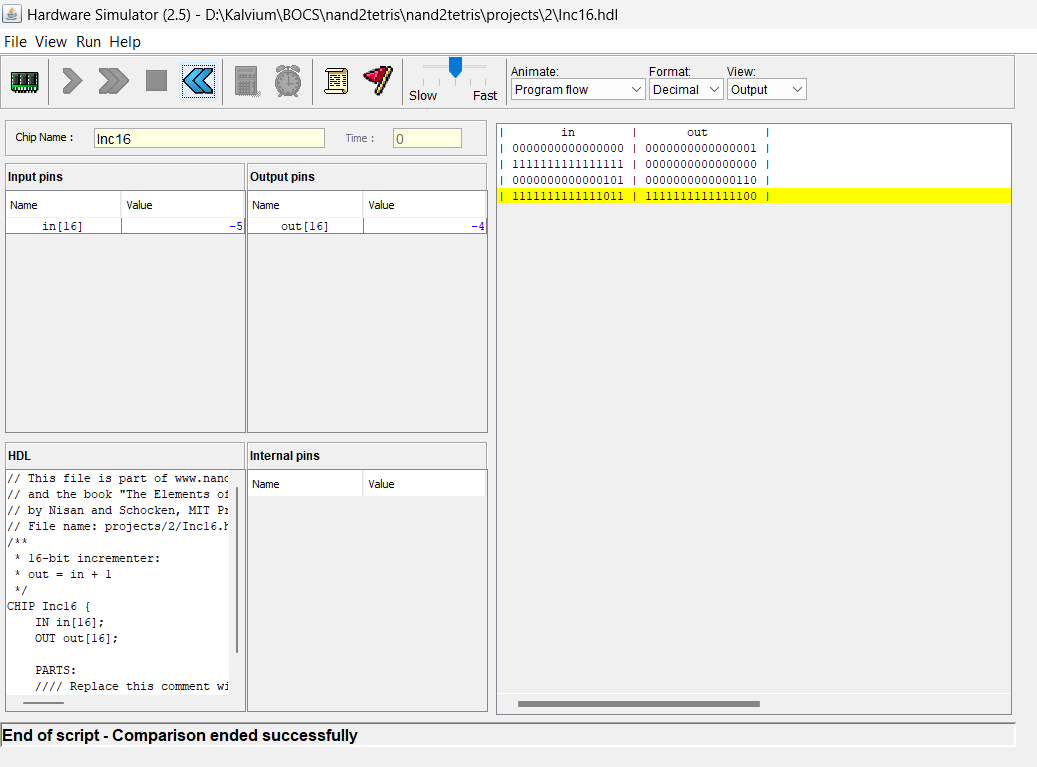 Hardware Simulator (2.5) - D:\Kalvium\BOCS\nand2tetris\nand2tetris\projects\2\Inc16.hdl
File View Run Help
Slow Fast
Animate: Format: View:
Program flow Decimal Output
Chip Name : Inc16 Time : 0
Input pins
Name Value
in[16] -5
Output pins
Name Value
out[16] -4
HDL
// This file is part of www.nand
// and the book "The Elements of
// by Nisan and Schocken, MIT Pr
// File name: projects/2/Inc16.h
/**
* 16-bit incrementer:
* out = in + 1
*/
CHIP Inc16 {
IN in[16];
OUT out[16];
PARTS:
//// Replace this comment wi
Internal pins
Name Value
| in | out |
| 0000000000000000 | 0000000000000001 |
| 1111111111111111 | 0000000000000000 |
| 0000000000000101 | 0000000000000110 |
| 1111111111111011 | 1111111111111100 |
End of script - Comparison ended successfully